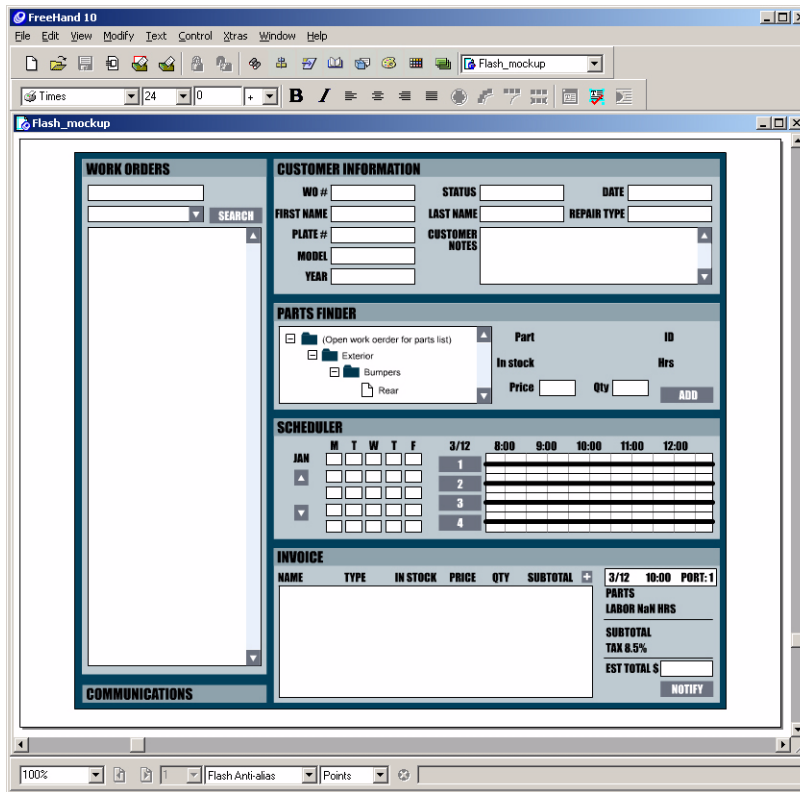 FreeHand 10
File Edit View Modify Text Control Xtras Window Help
Flash_mockup
Times 24 0 + B I
Flash_mockup
WORK ORDERS
SEARCH
COMMUNICATIONS
CUSTOMER INFORMATION
WO # STATUS DATE
FIRST NAME LAST NAME REPAIR TYPE
PLATE # CUSTOMER
NOTES
MODEL
YEAR
PARTS FINDER
(Open work oerder for parts list) Part ID
Exterior
In stock Hrs
Bumpers
Rear Price Qty ADD
SCHEDULER
M T W T F 3/12 8:00 9:00 10:00 11:00 12:00
JAN 1
2
3
4
INVOICE
NAME TYPE IN STOCK PRICE QTY SUBTOTAL + 3/12 10:00 PORT: 1
PARTS
LABOR NaN HRS
SUBTOTAL
TAX 8.5%
EST TOTAL $
NOTIFY
100% 1 Flash Anti-alias Points